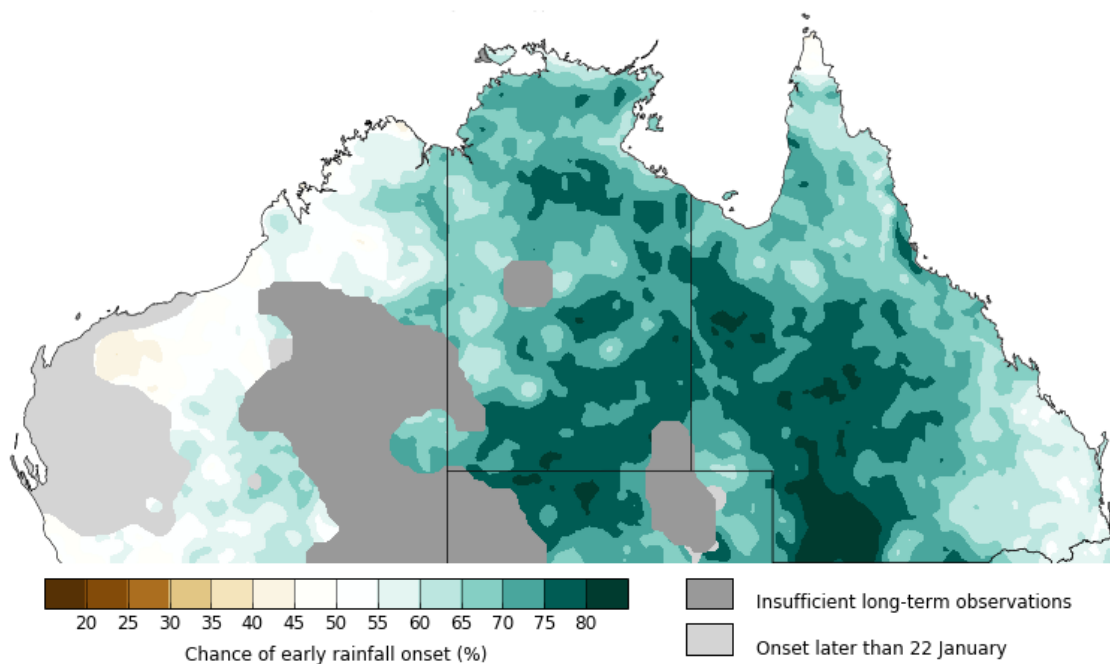 20 25 30 35 40 45 50 55 60 65 70 75 80
Chance of early rainfall onset (%)
Insufficient long-term observations
Onset later than 22 January